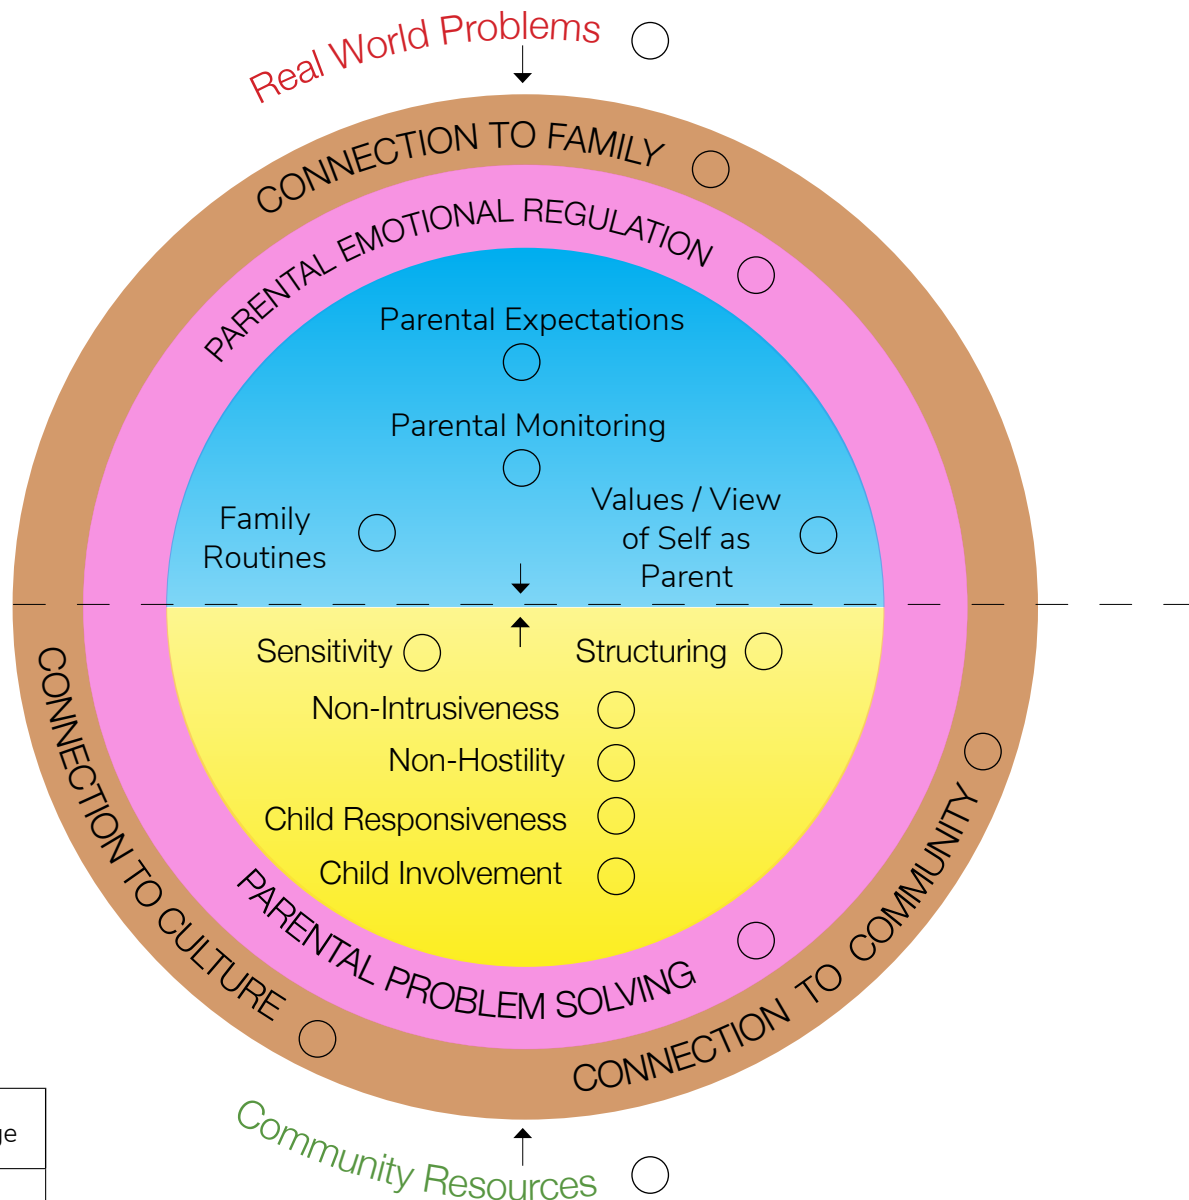 Real World Problems
CONNECTION TO FAMILY
PARENTAL EMOTIONAL REGULATION
Parental Expectations
Parental Monitoring
Family
Routines
Values / View
of Self as
Parent
Sensitivity
Structuring
Non-Intrusiveness
Non-Hostility
Child Responsiveness
Child Involvement
PARENTAL PROBLEM SOLVING
CONNECTION TO CULTURE
CONNECTION TO COMMUNITY
Community Resources